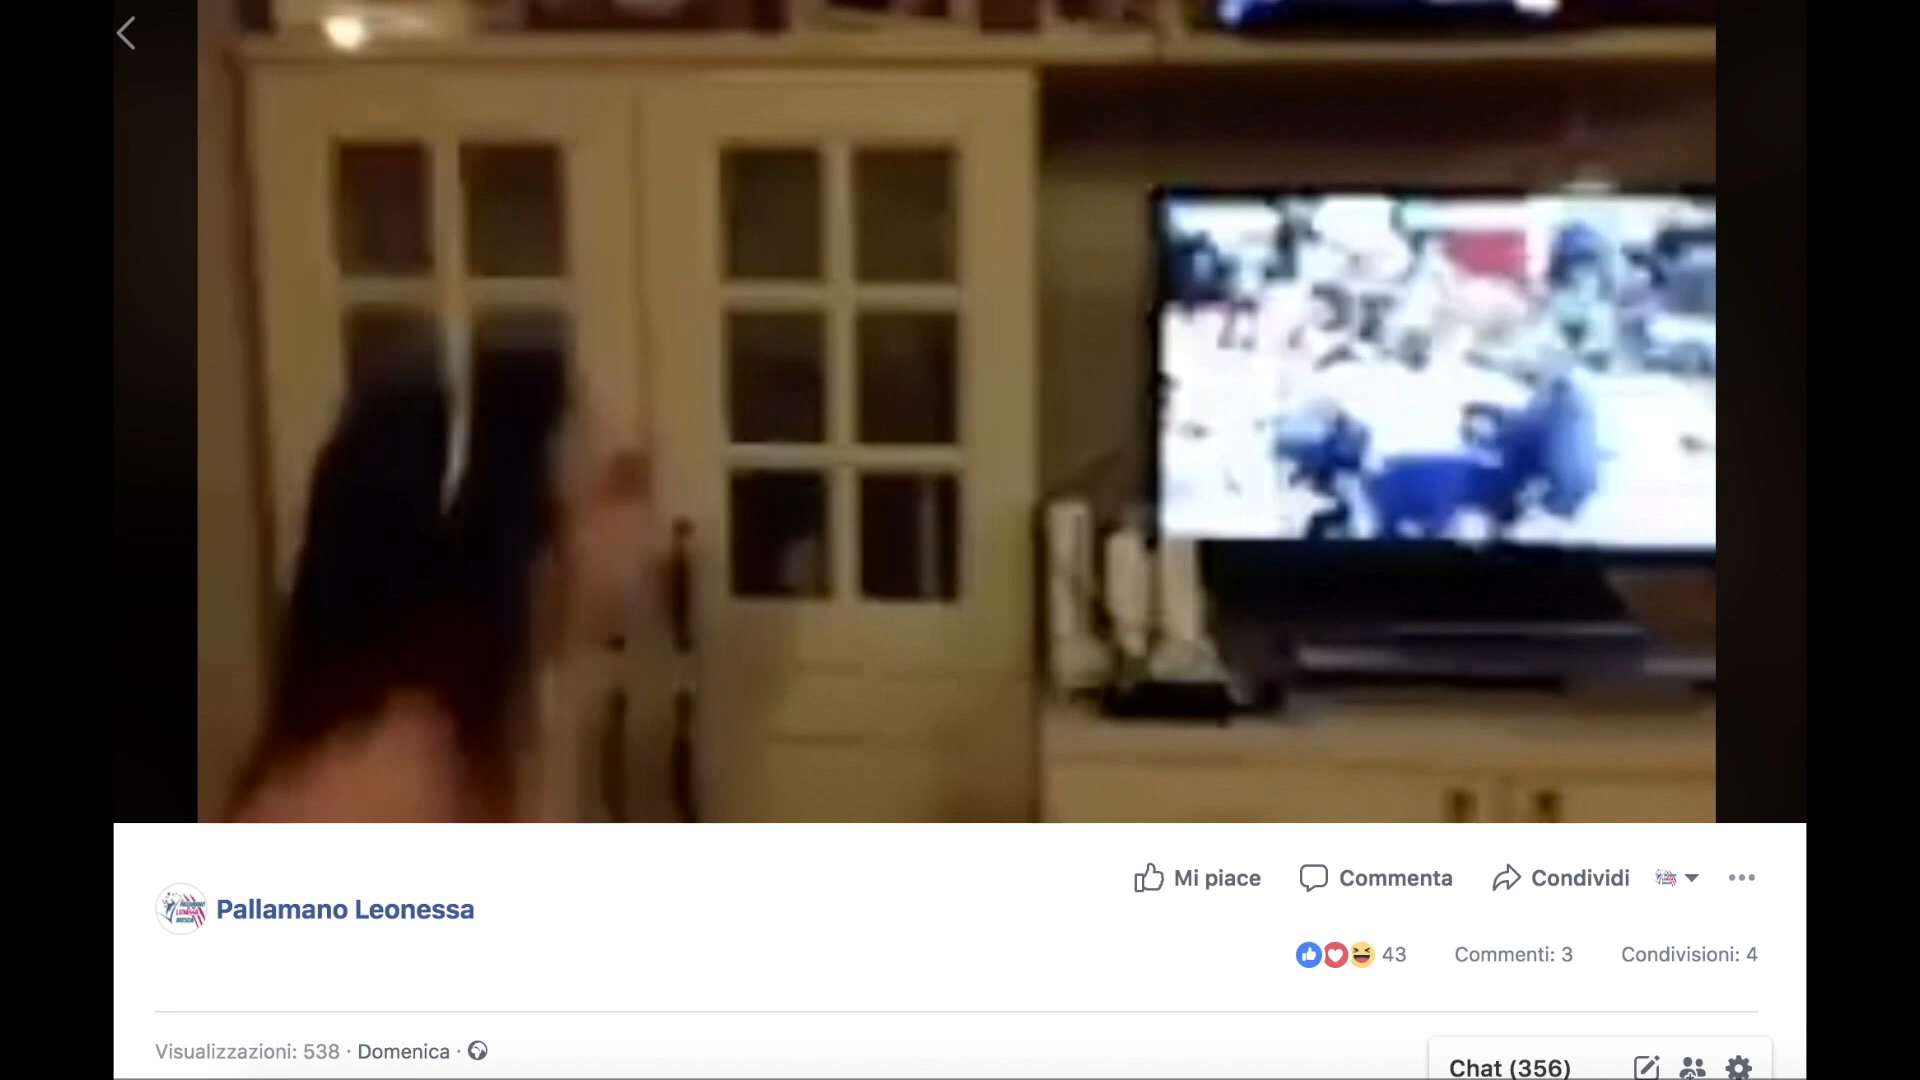 Mi piace
Commenta
Condividi
Pallamano Leonessa
43
Commenti: 3
Condivisioni: 4
Visualizzazioni: 538 · Domenica ·
Chat (356)